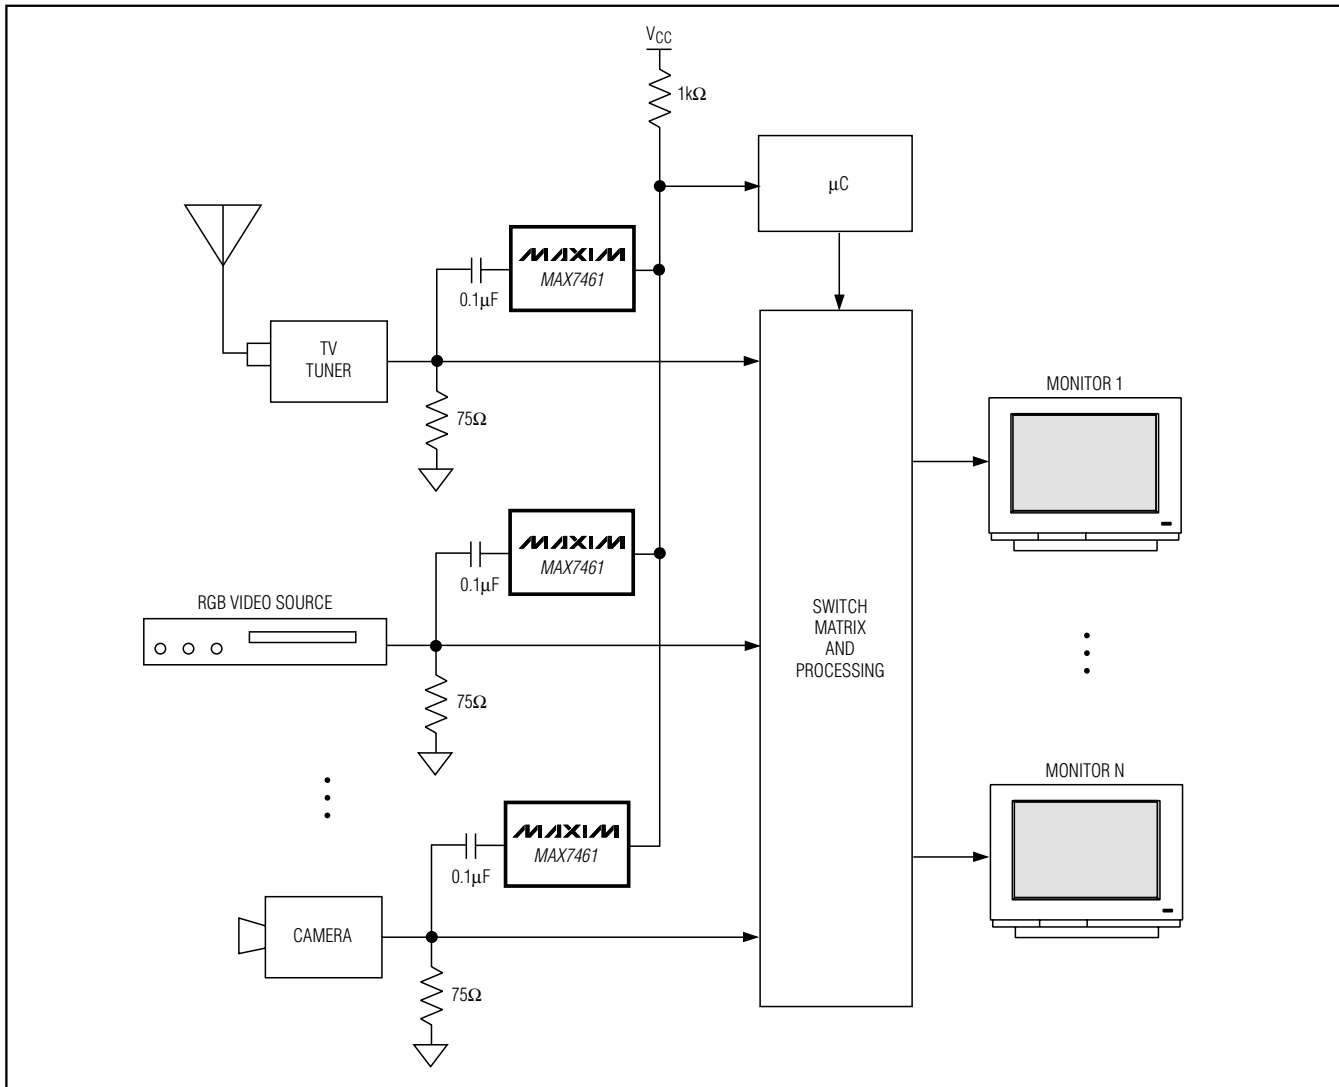 VCC
1kΩ
μC
MAXIM
MAX7461
0.1μF
TV
TUNER
75Ω
MONITOR 1
MAXIM
MAX7461
0.1μF
RGB VIDEO SOURCE
75Ω
SWITCH
MATRIX
AND
PROCESSING
MONITOR N
MAXIM
MAX7461
0.1μF
CAMERA
75Ω